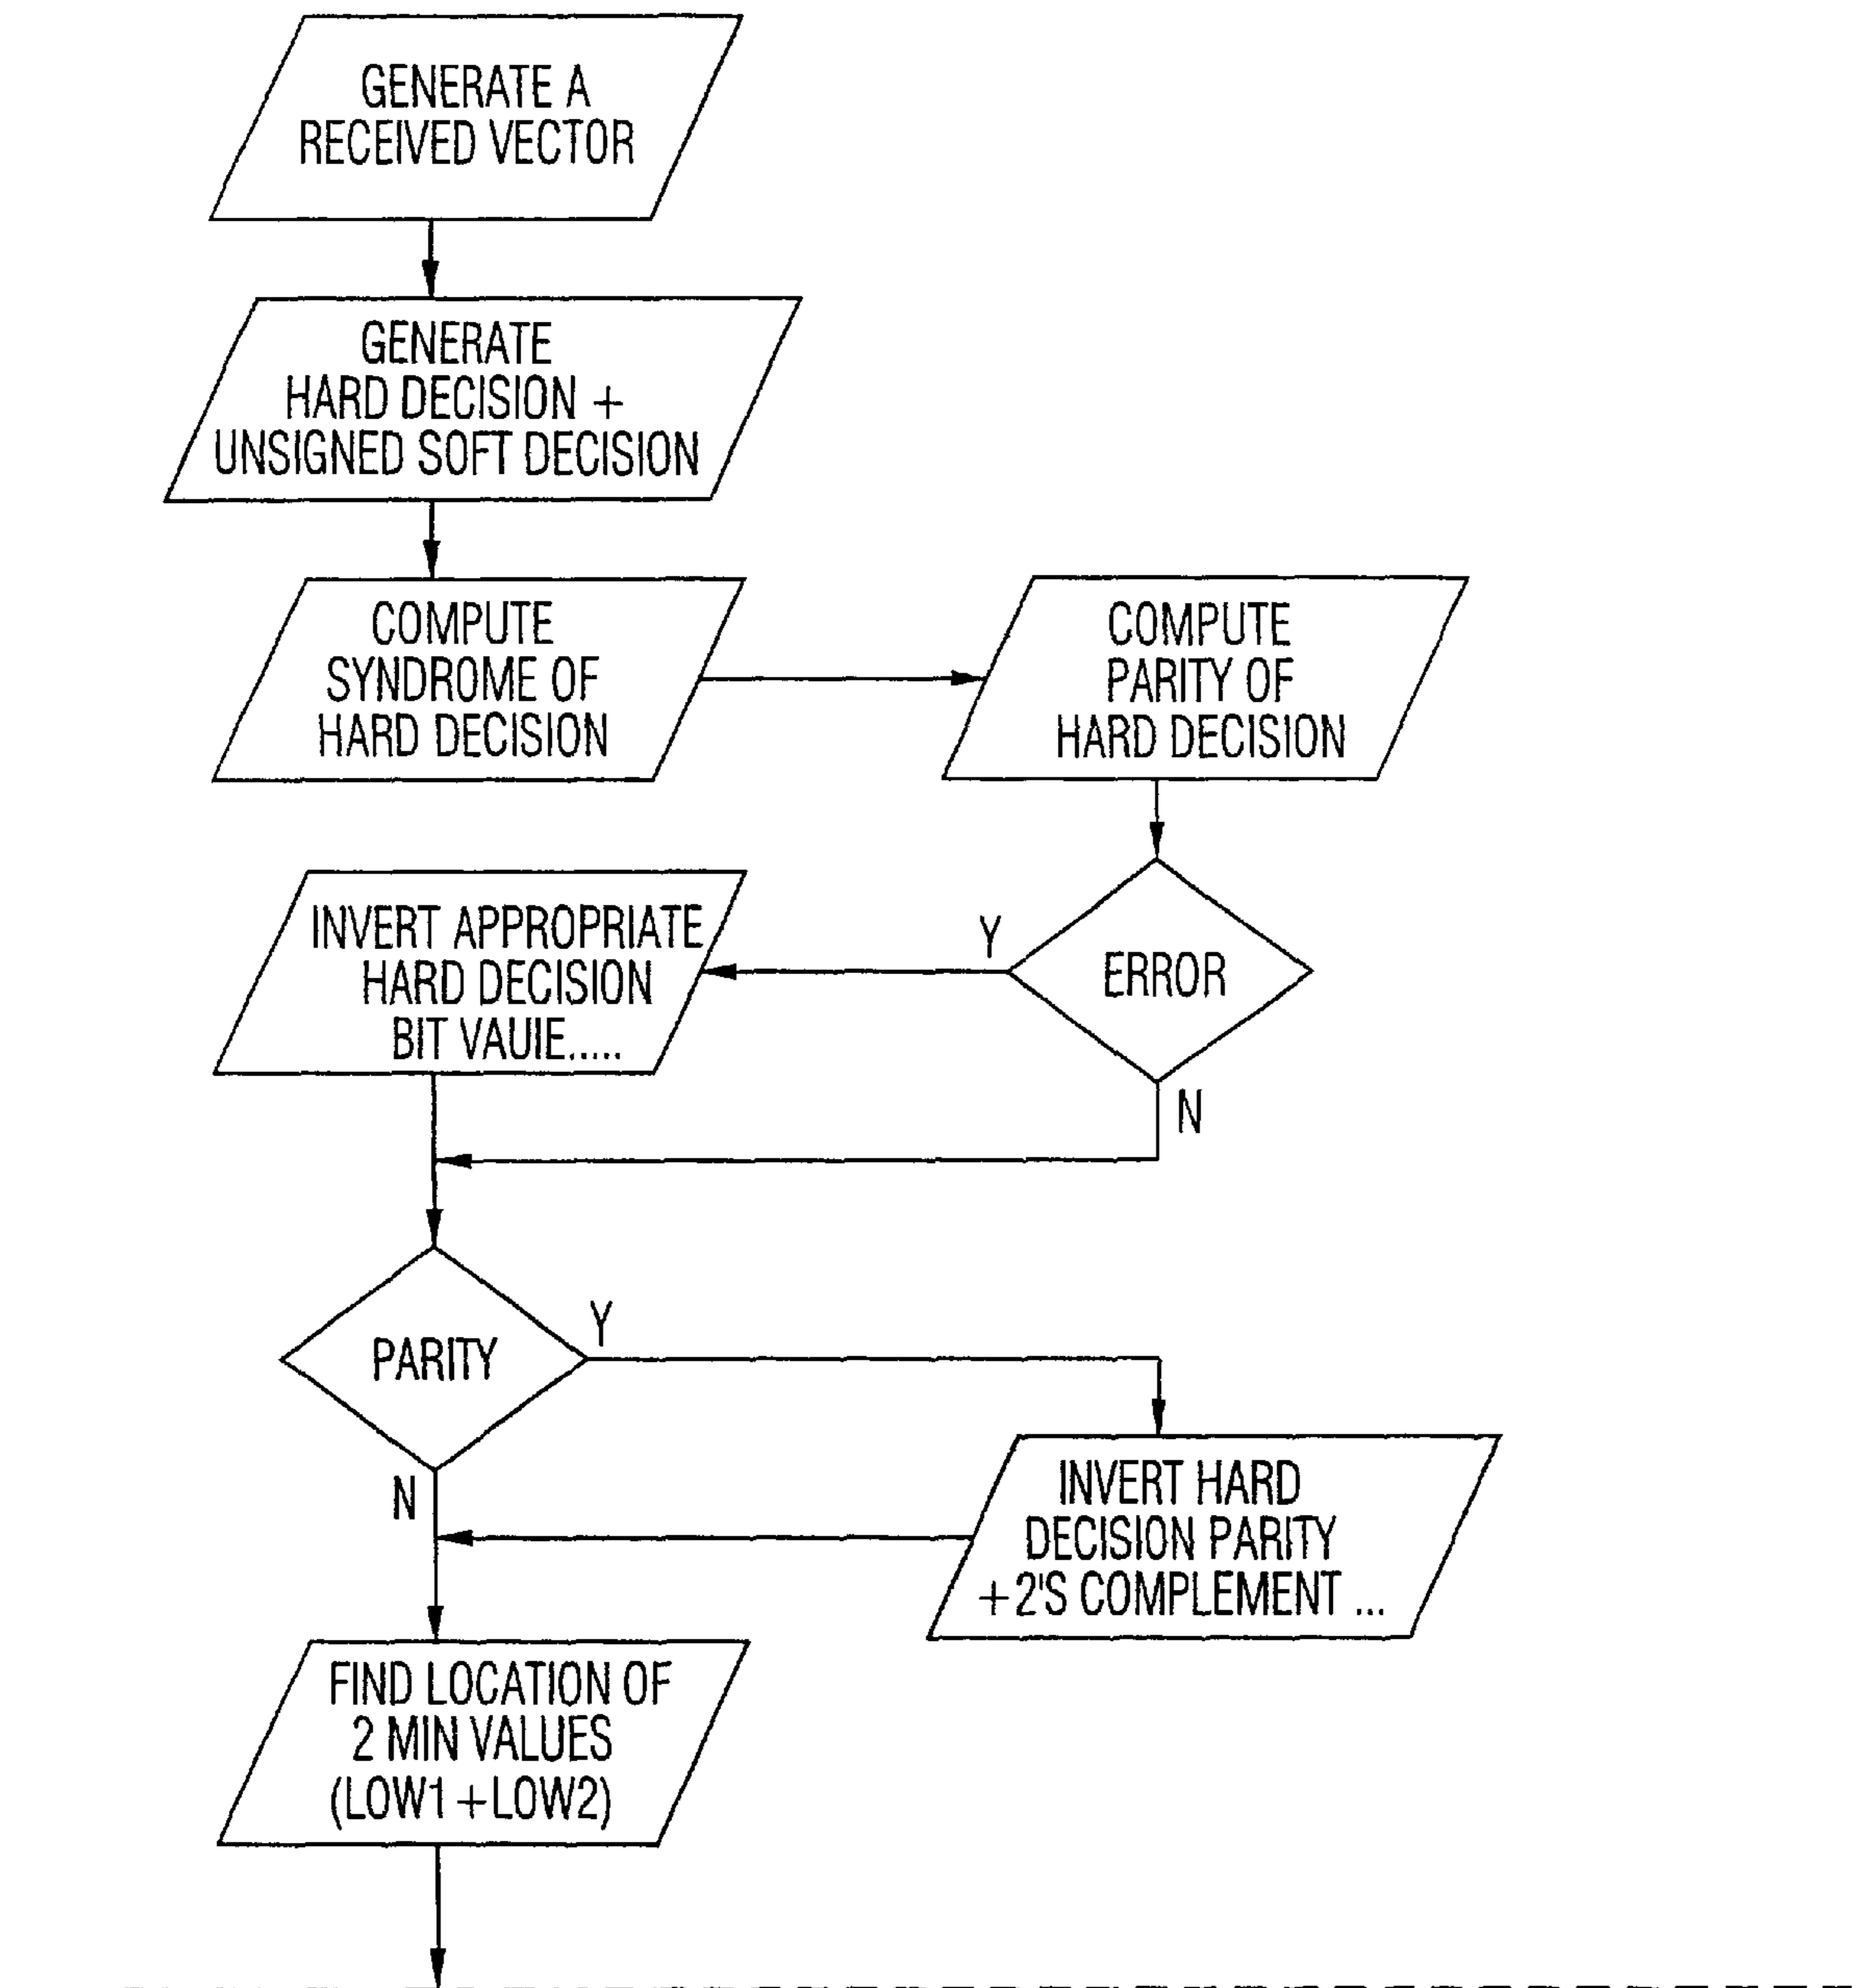 GENERATE A
RECEIVED VECTOR
GENERATE
HARD DECISION +
UNSIGNED SOFT DECISION
COMPUTE
SYNDROME OF
HARD DECISION
COMPUTE
PARITY OF
HARD DECISION
ERROR
Y
N
INVERT APPROPRIATE
HARD DECISION
BIT VAUIE.....
PARITY
Y
N
INVERT HARD
DECISION PARITY
+2'S COMPLEMENT ...
FIND LOCATION OF
2 MIN VALUES
(LOW1 +LOW2)